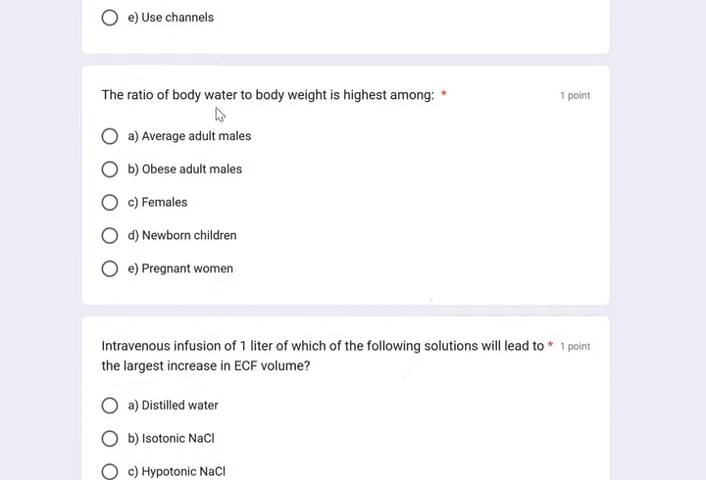 e) Use channels
The ratio of body water to body weight is highest among: *
1 point
a) Average adult males
b) Obese adult males
c) Females
d) Newborn children
e) Pregnant women
Intravenous infusion of 1 liter of which of the following solutions will lead to * 1 point
the largest increase in ECF volume?
a) Distilled water
b) Isotonic NaCl
c) Hypotonic NaCl